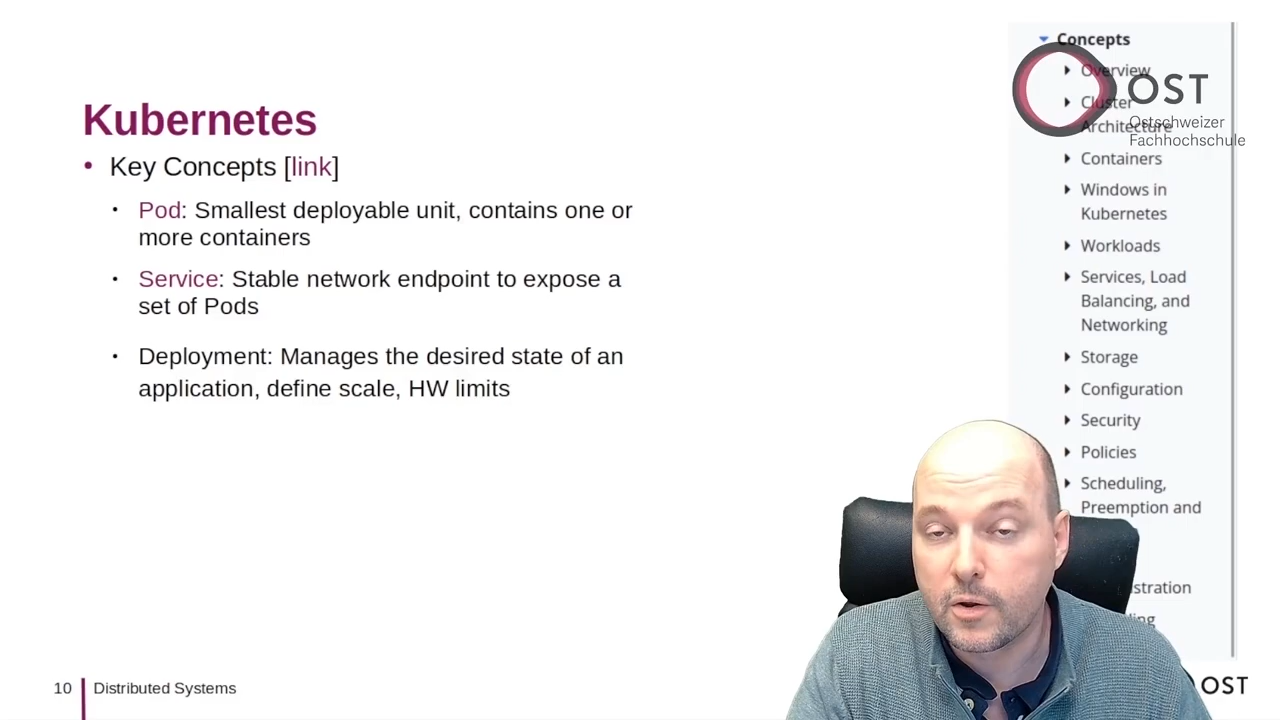 Kubernetes
• Key Concepts [link]
• Pod: Smallest deployable unit, contains one or
more containers
• Service: Stable network endpoint to expose a
set of Pods
• Deployment: Manages the desired state of an
application, define scale, HW limits
Concepts
Overview
Cluster
Architecture
Containers
Windows in
Kubernetes
Workloads
Services, Load
Balancing, and
Networking
Storage
Configuration
Security
Policies
Scheduling,
Preemption and
OST
Ostschweizer
Fachhochschule
10
Distributed Systems
OST